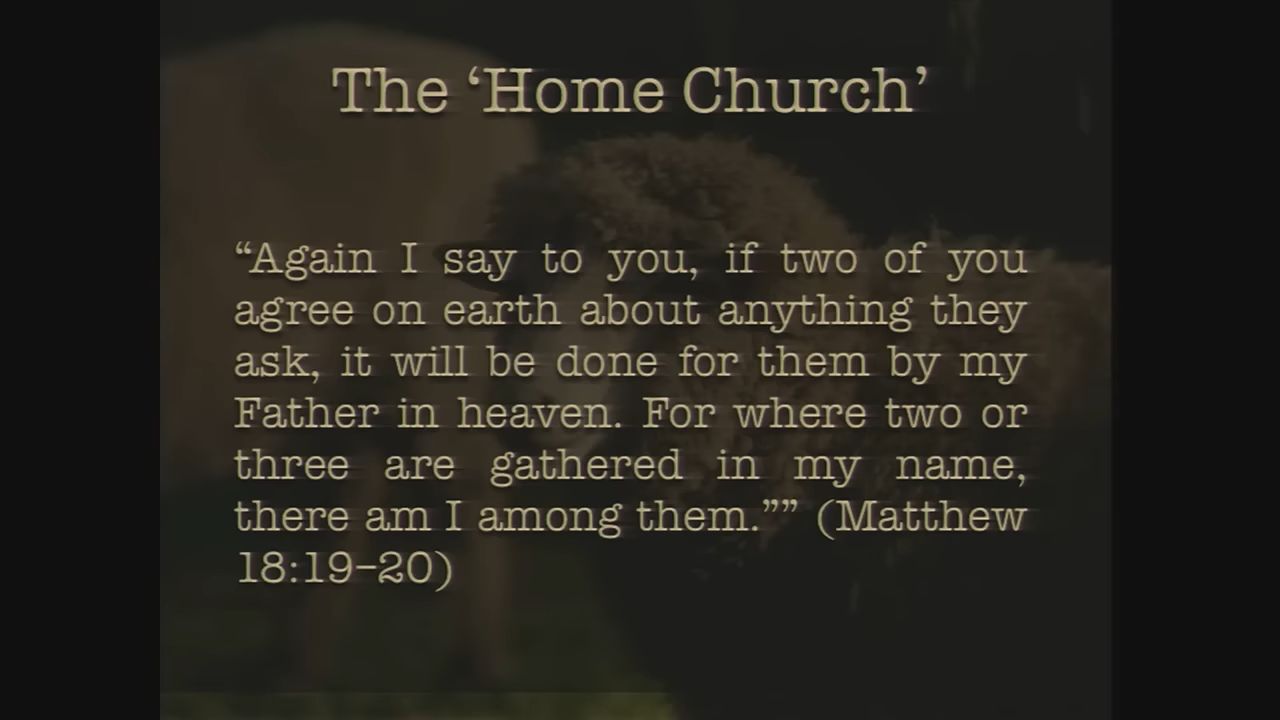 The ‘Home Church’
“Again I say to you, if two of you
agree on earth about anything they
ask, it will be done for them by my
Father in heaven. For where two or
three are gathered in my name,
there am I among them.”” (Matthew
18:19–20)